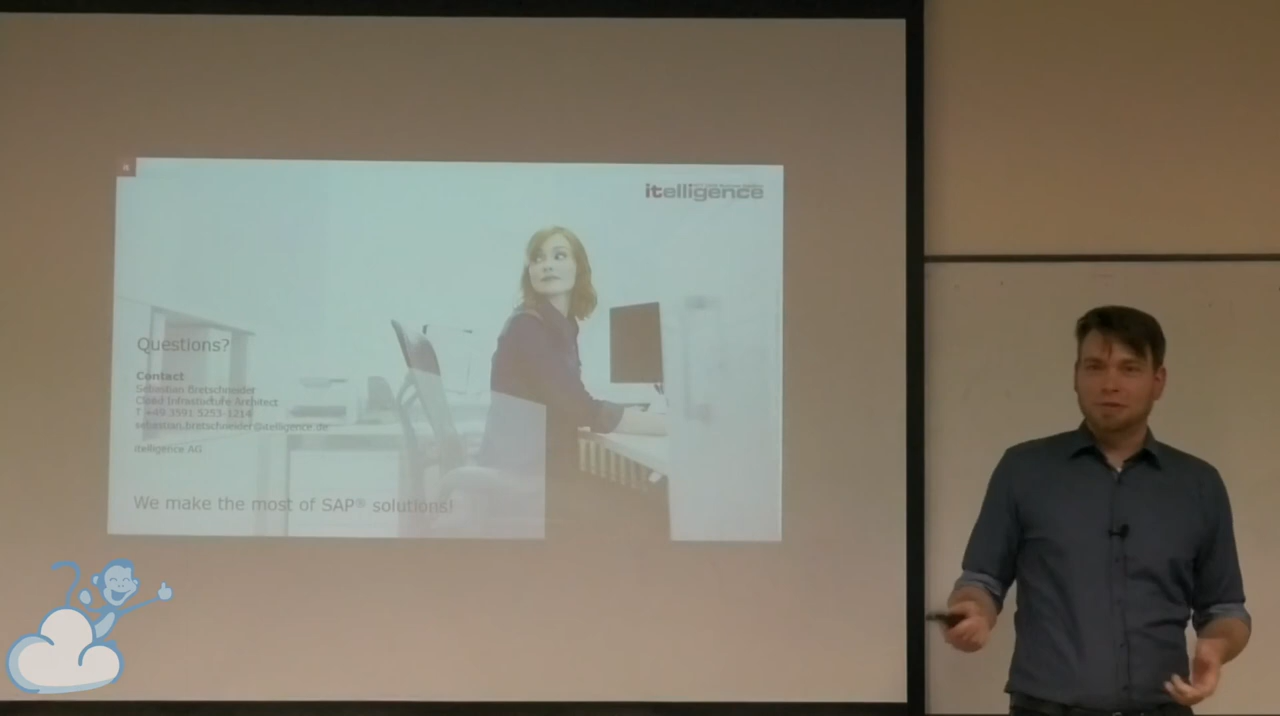 itelligence
Questions?
Contact
Sebastian Bretschneider
Cloud Infrastucture Architect
T +49 3591 5253-1214
sebastian.bretschneider@itelligence.de
itelligence AG
We make the most of SAP® solutions!